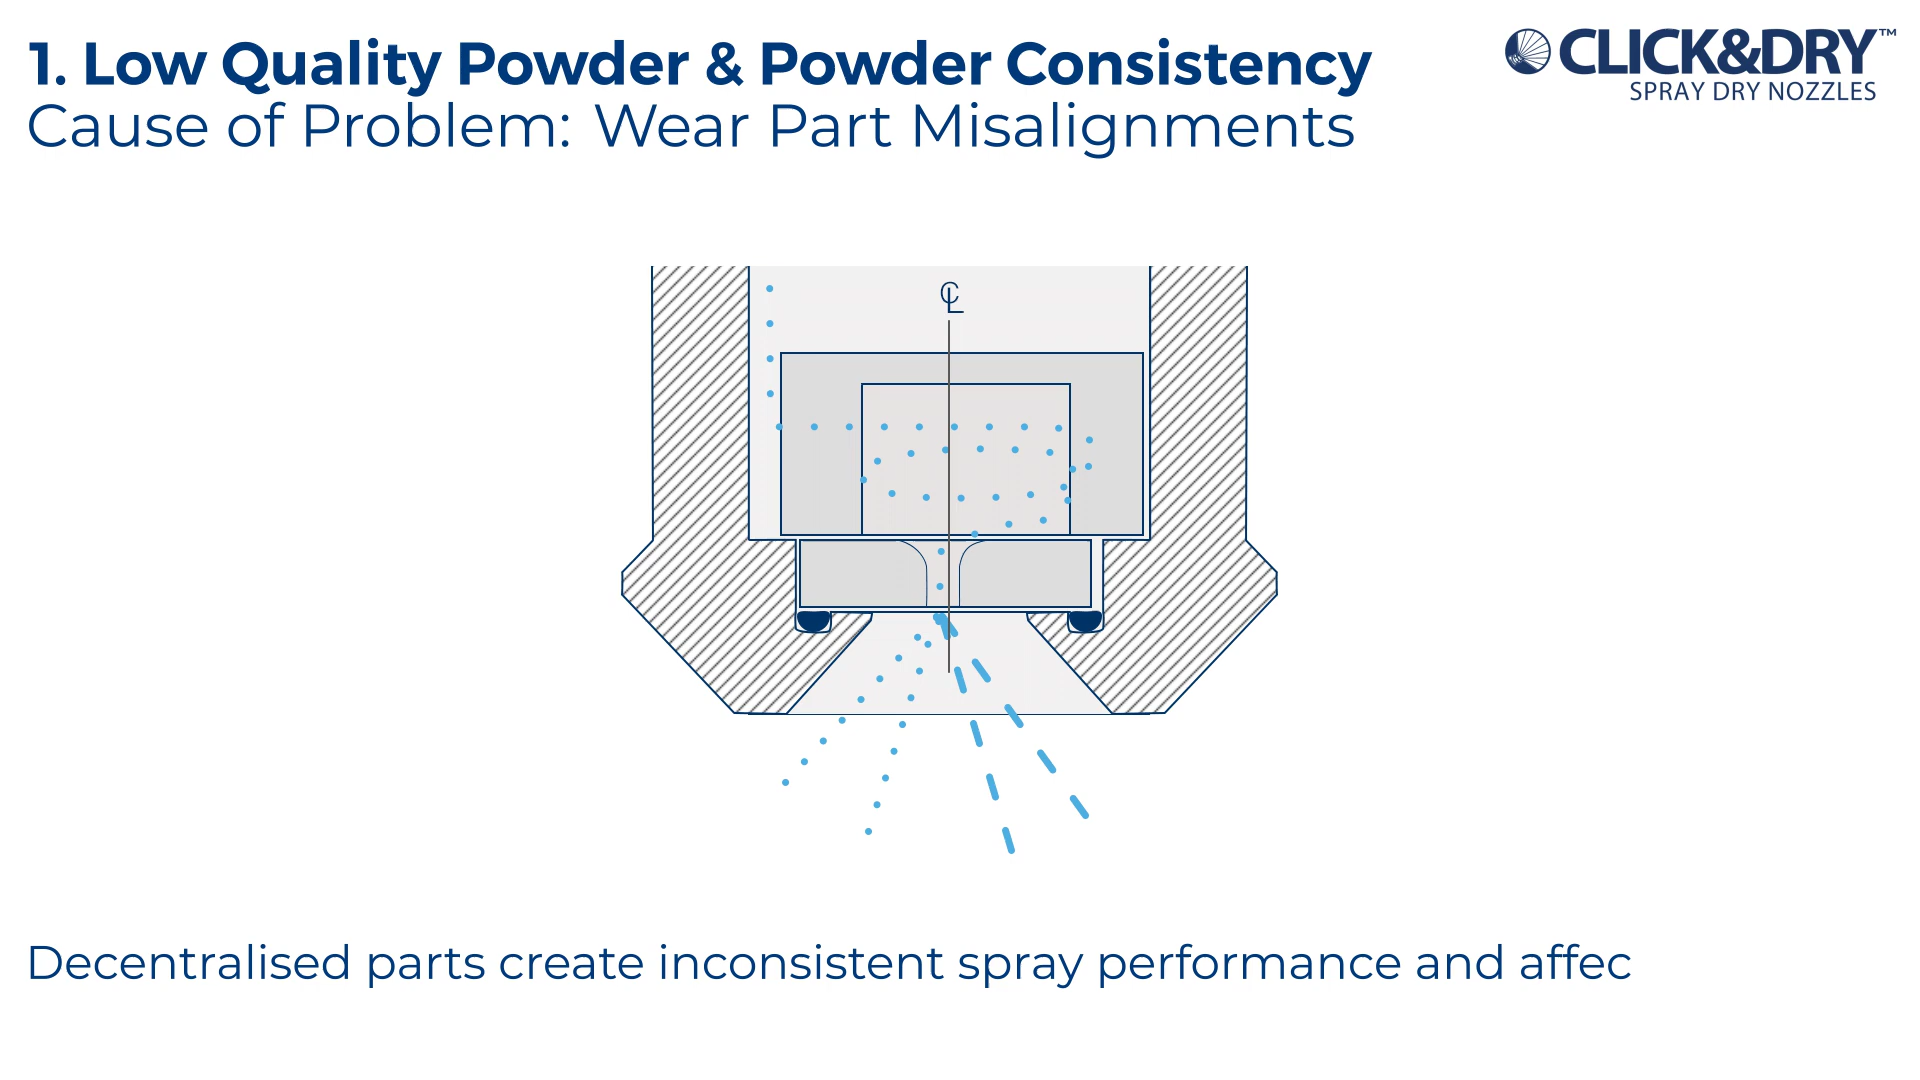 1. Low Quality Powder & Powder Consistency
Cause of Problem: Wear Part Misalignments
CLICK&DRY™
SPRAY DRY NOZZLES
℄
Decentralised parts create inconsistent spray performance and affec